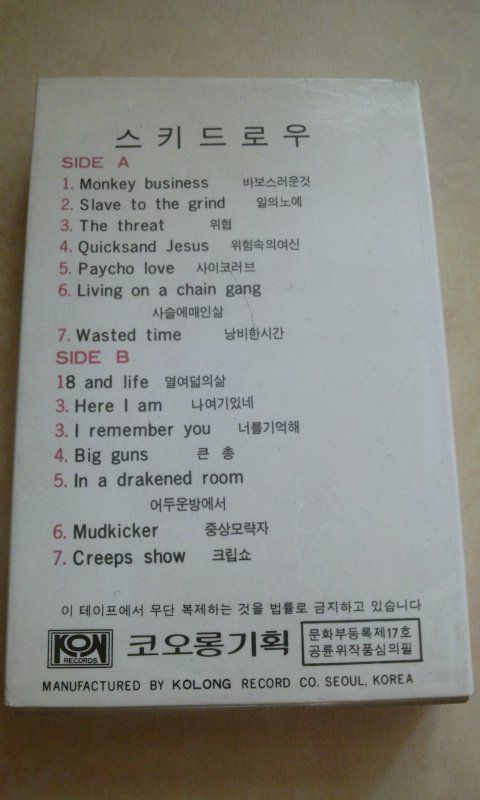 스키드로우
SIDE A
1. Monkey business 바보스러운것
2. Slave to the grind 일의노예
3. The threat 위협
4. Quicksand Jesus 위험속의여신
5. Paycho love 사이코러브
6. Living on a chain gang
사슬에매인삶
7. Wasted time 낭비한시간
SIDE B
18 and life 열여덟의삶
3. Here I am 나여기있네
3. I remember you 너를기억해
4. Big guns 큰 총
5. In a drakened room
어두운방에서
6. Mudkicker 중상모략자
7. Creeps show 크립쇼
이 테이프에서 무단 복제하는 것을 법률로 금지하고 있습니다
KON RECORDS 코오롱기획 문화부등록제17호
공륜위작품심의필
MANUFACTURED BY KOLONG RECORD CO. SEOUL, KOREA